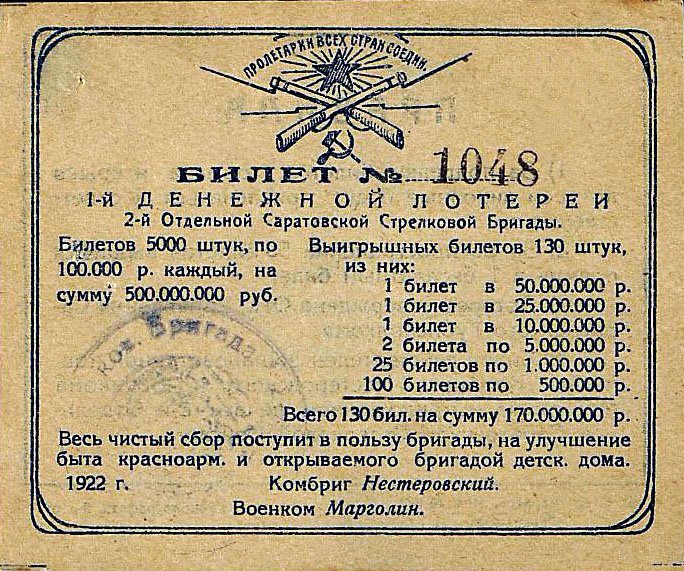 ПРОЛЕТАРИИ ВСЕХ СТРАН СОЕДИН.
БИЛЕТ № 1048
1-й ДЕНЕЖНОЙ ЛОТЕРЕИ
2-й Отдельной Саратовской Стрелковой Бригады.
Билетов 5000 штук, по
100.000 р. каждый, на
сумму 500.000.000 руб.
Выигрышных билетов 130 штук,
из них:
1 билет в 50.000.000 р.
1 билет в 25.000.000 р.
1 билет в 10.000.000 р.
2 билета по 5.000.000 р.
25 билетов по 1.000.000 р.
100 билетов по 500.000 р.
Всего 130 бил. на сумму 170.000.000 р.
Бригада
Весь чистый сбор поступит в пользу бригады, на улучшение
быта красноарм. и открываемого бригадой детск. дома.
1922 г. Комбриг Нестеровский.
Военком Марголин.